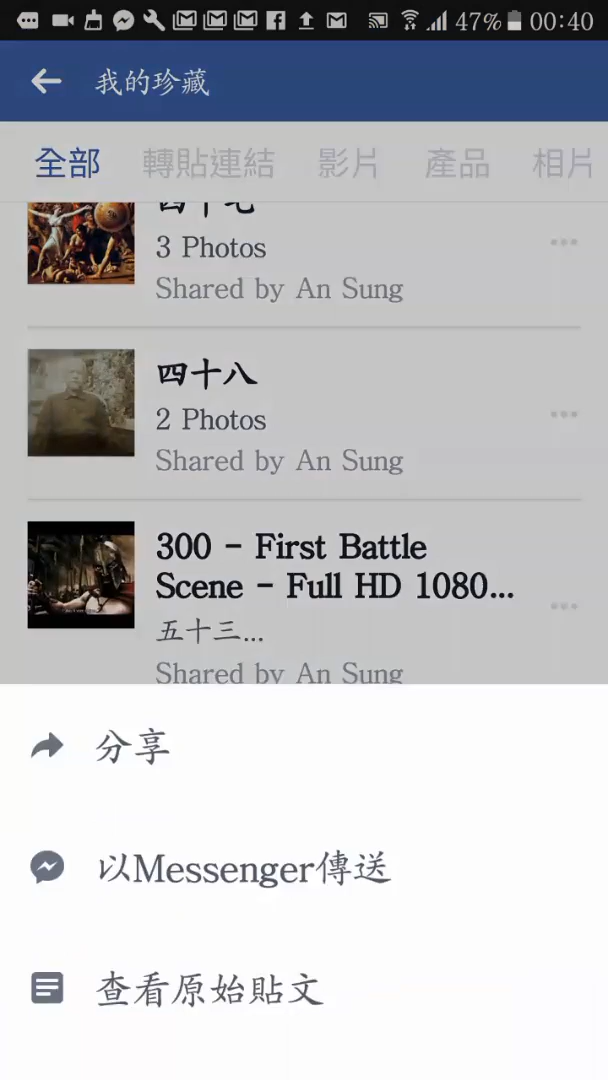 47% 00:40
我的珍藏
全部 轉貼連結 影片 產品 相片
四十七
3 Photos
Shared by An Sung
四十八
2 Photos
Shared by An Sung
300 - First Battle
Scene - Full HD 1080...
五十三...
Shared by An Sung
分享
以Messenger傳送
查看原始貼文